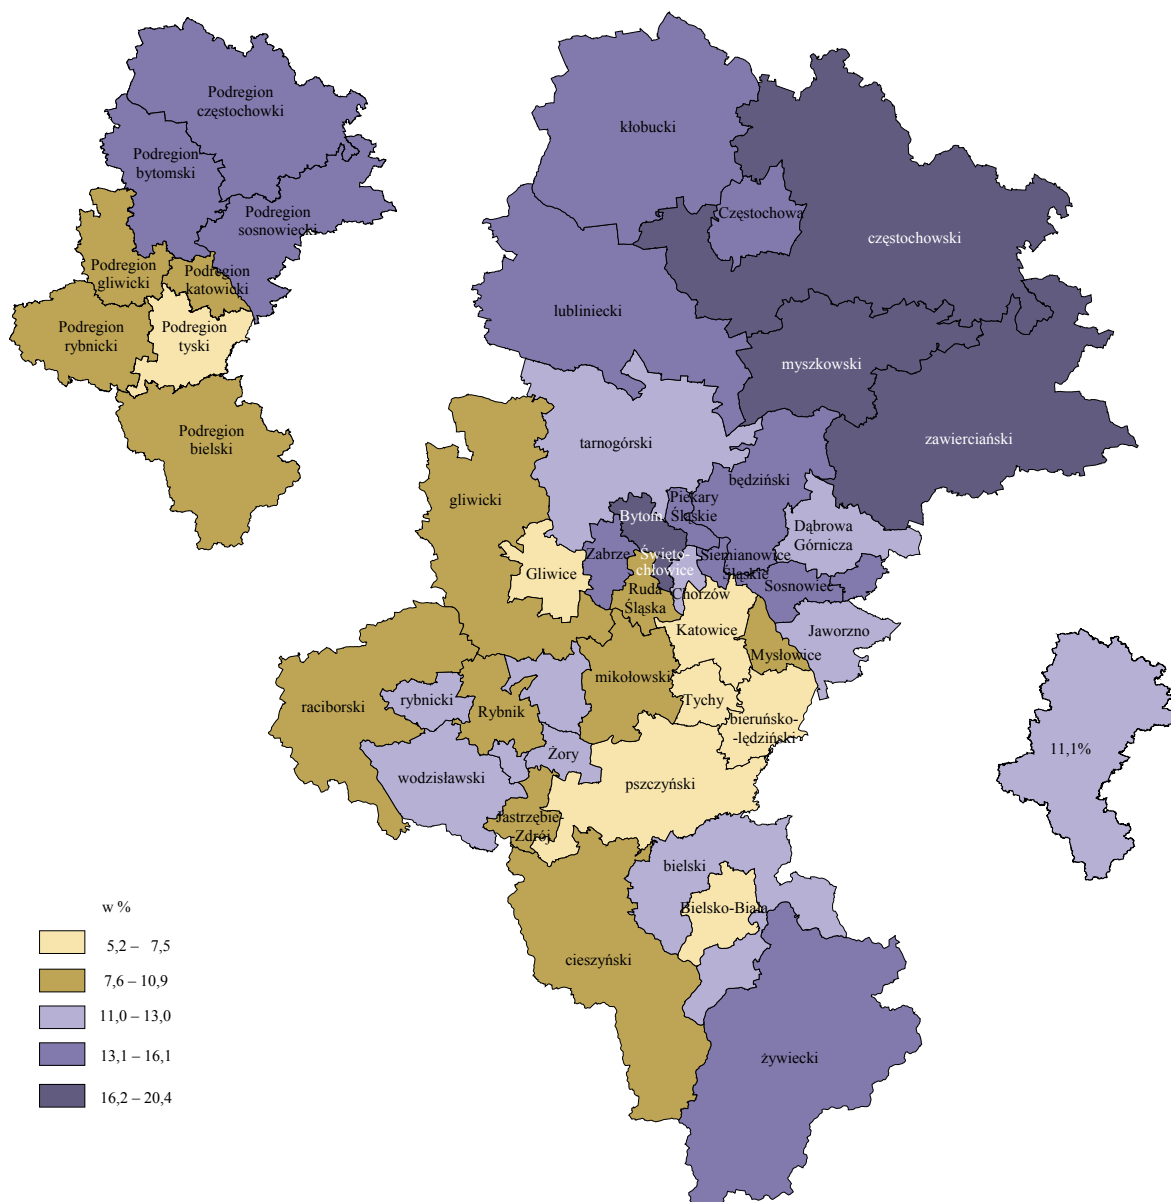 Podregion
częstochowki
Podregion
bytomski
Podregion
sosnowiecki
Podregion
gliwicki
Podregion
katowicki
Podregion
rybnicki
Podregion
tyski
Podregion
bielski
kłobucki
Częstochowa
częstochowski
lubliniecki
myszkowski
zawierciański
tarnogórski
będziński
gliwicki
Piekary
Śląskie
Bytom
Dąbrowa
Górnicza
Zabrze
Święto-
chłowice
Siemianowice
Śląskie
Gliwice
Ruda
Śląska
Chorzów
Sosnowiec
Katowice
Jaworzno
Mysłowice
mikołowski
raciborski
rybnicki
Rybnik
Tychy
bieruńsko-
-lędziński
Żory
wodzisławski
pszczyński
Jastrzębie
Zdrój
bielski
Bielsko-Biała
cieszyński
żywiecki
11,1%
w %
5,2 – 7,5
7,6 – 10,9
11,0 – 13,0
13,1 – 16,1
16,2 – 20,4